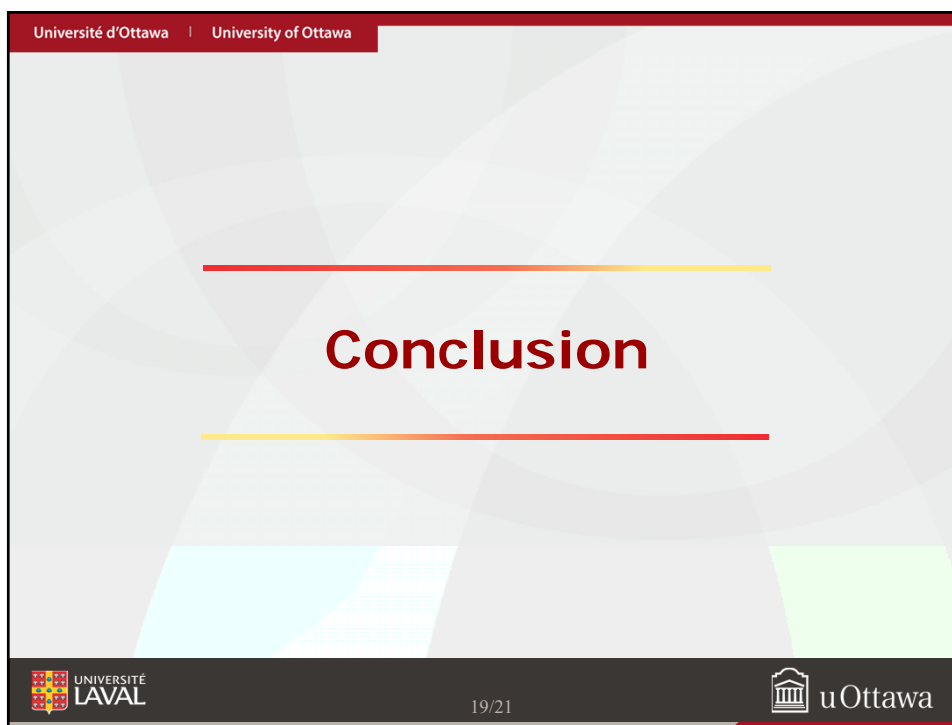 Université d'Ottawa | University of Ottawa
Conclusion
UNIVERSITÉ
LAVAL
19/21
uOttawa